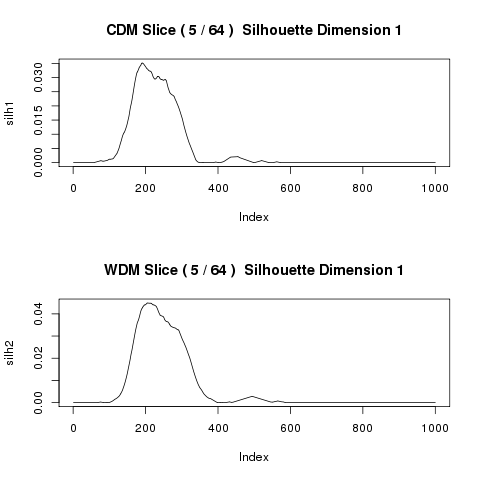 CDM Slice ( 5 / 64 )  Silhouette Dimension 1
silh1
0.030
0.015
0.000
0 200 400 600 800 1000
Index
WDM Slice ( 5 / 64 )  Silhouette Dimension 1
silh2
0.04
0.02
0.00
0 200 400 600 800 1000
Index